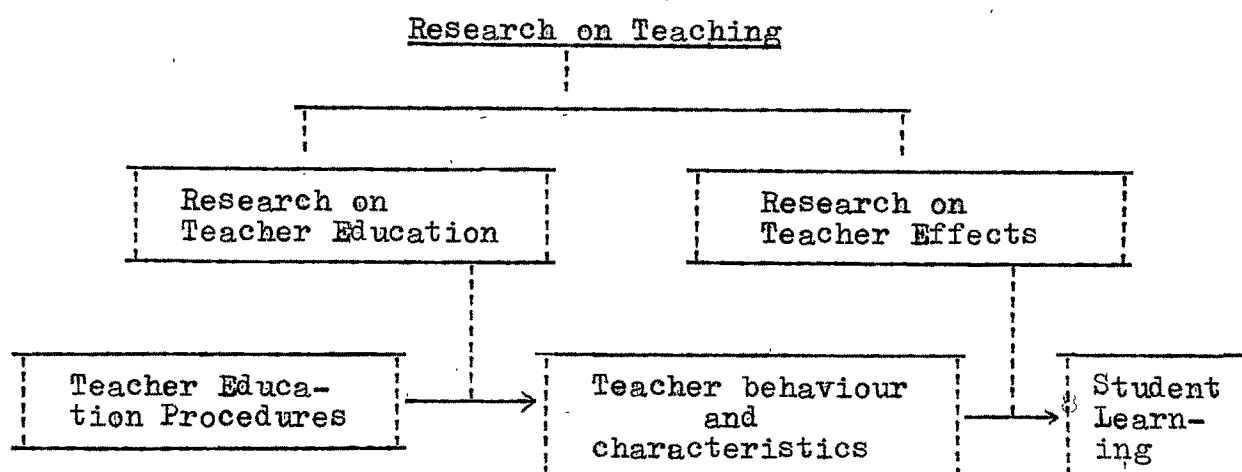 Research on Teaching
Research on
Teacher Education
Research on
Teacher Effects
Teacher Educa-
tion Procedures
Teacher behaviour
and
characteristics
Student
Learn-
ing